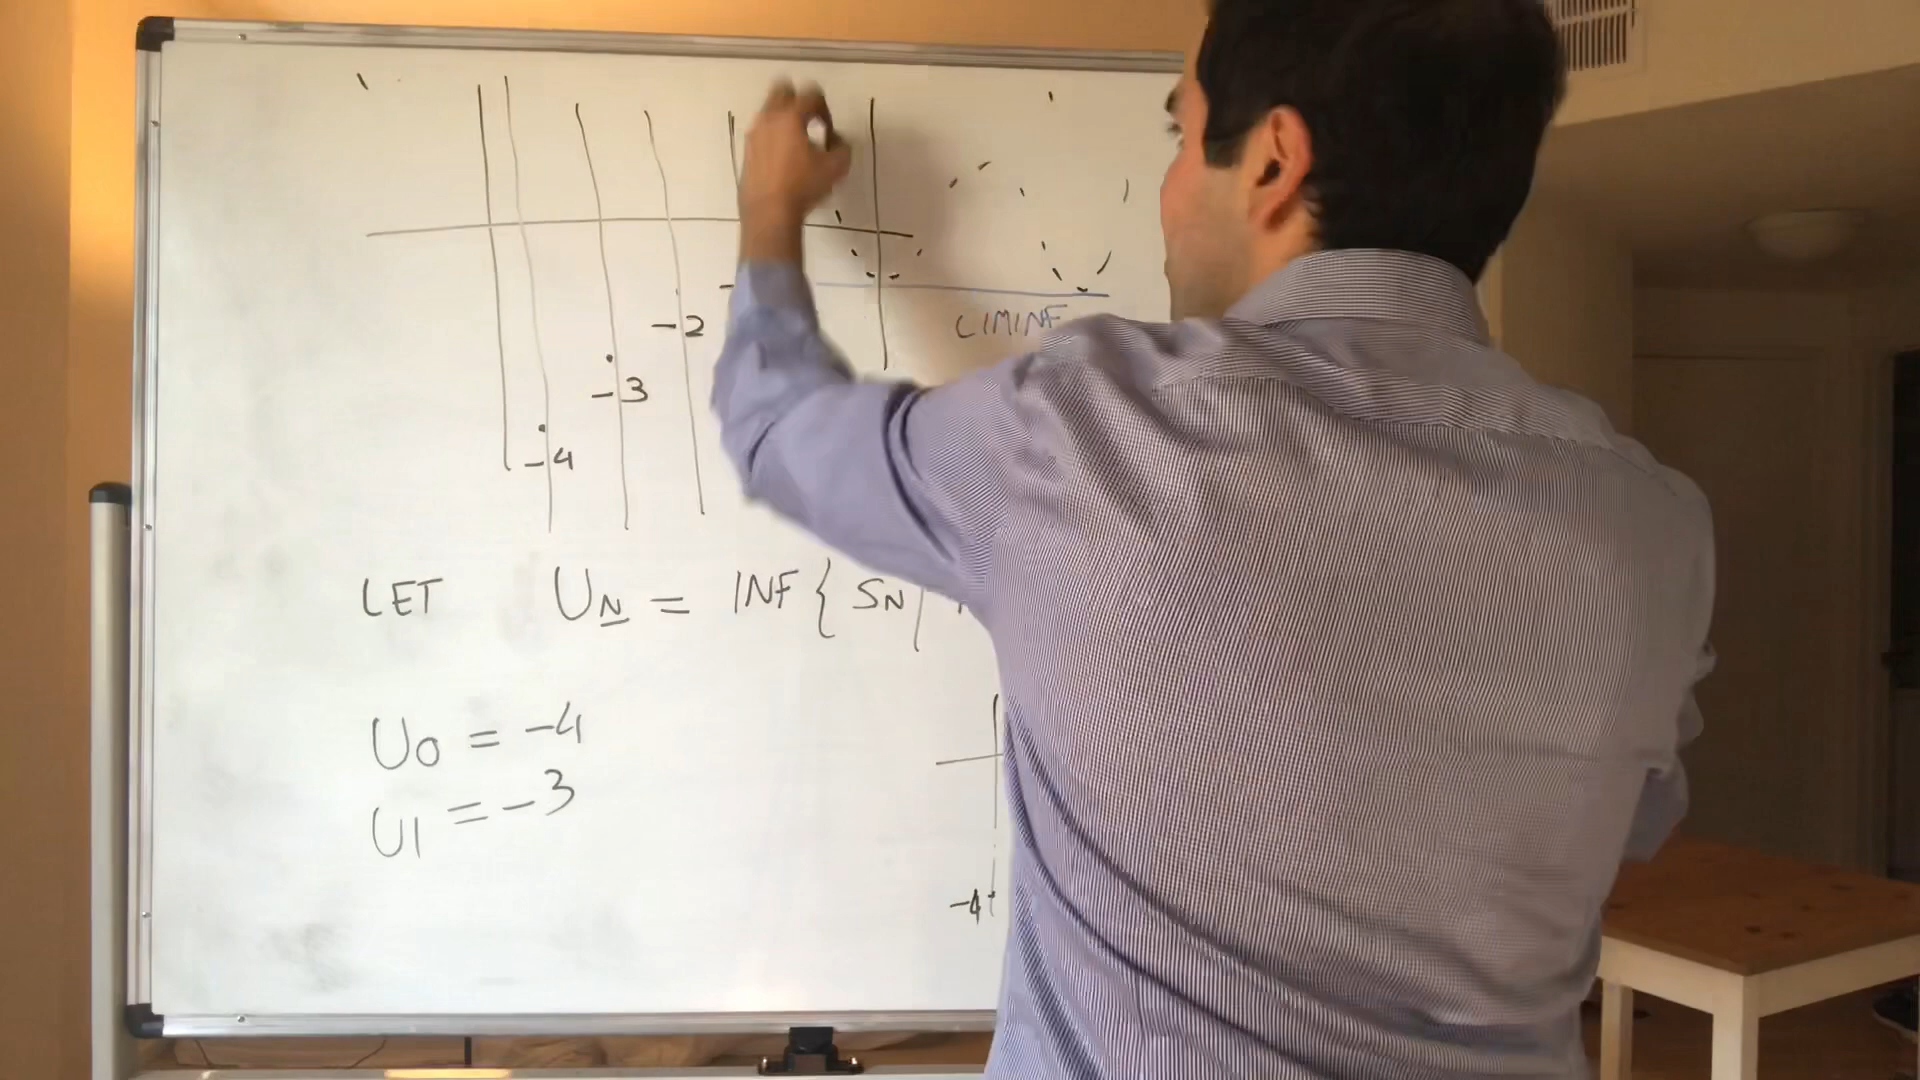 -2
LIMINF
-3
-4
LET UN = INF { SN |
U0 = -4
U1 = -3
-4